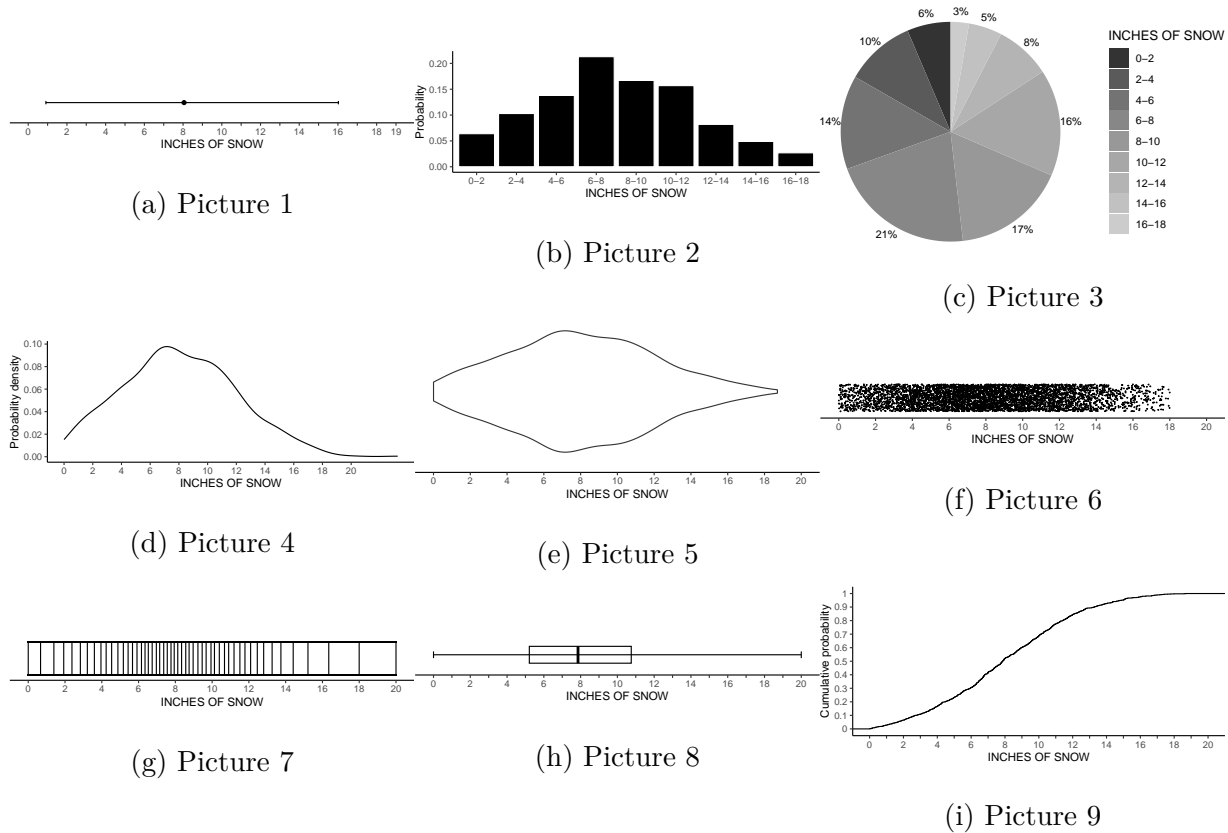 0 2 4 6 8 10 12 14 16 19
INCHES OF SNOW
(a) Picture 1
Probability
0.20
0.15
0.10
0.05
0.00
0–2 2–4 4–6 6–8 8–10 10–12 12–14 14–16 16–18
INCHES OF SNOW
(b) Picture 2
6% 3% 5%
10% 8%
14% 16%
21% 17%
INCHES OF SNOW
0–2
2–4
4–6
6–8
8–10
10–12
12–14
14–16
16–18
(c) Picture 3
Probability density
0.10
0.08
0.06
0.04
0.02
0.00
0 2 4 6 8 10 12 14 16 18 20
INCHES OF SNOW
(d) Picture 4
0 2 4 6 8 10 12 14 16 18 20
INCHES OF SNOW
(e) Picture 5
0 2 4 6 8 10 12 14 16 18 20
INCHES OF SNOW
(f) Picture 6
0 2 4 6 8 10 12 14 16 18 20
INCHES OF SNOW
(g) Picture 7
0 2 4 6 8 10 12 14 16 18 20
INCHES OF SNOW
(h) Picture 8
Cumulative probability
1
0.9
0.8
0.7
0.6
0.5
0.4
0.3
0.2
0.1
0
0 2 4 6 8 10 12 14 16 18 20
INCHES OF SNOW
(i) Picture 9